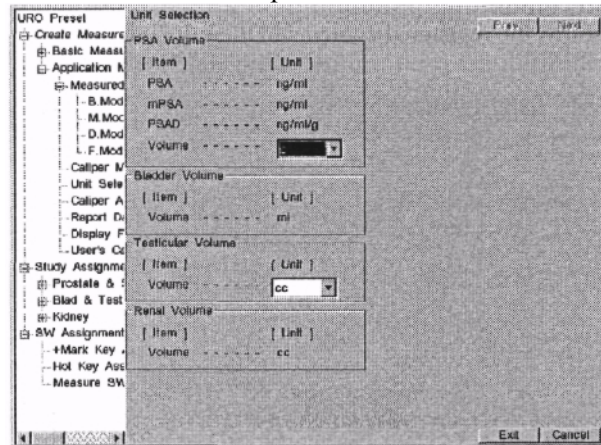 URO Preset
Create Measure
Basic Measu
Application M
Measured
B.Mod
M.Moc
D.Mod
F.Mod
Caliper M
Unit Sele
Caliper A
Report Da
Display F
User's Ca
Study Assignme
Prostate & S
Blad & Test
Kidney
SW Assignment
+Mark Key
Hot Key Ass
Measure SW
Unit Selection
Prev
Next
PSA Volume
[ Item ] [ Unit ]
PSA - - - - - - ng/ml
mPSA - - - - - - ng/ml
PSAD - - - - - - ng/ml/g
Volume - - - - - -
Bladder Volume
[ Item ] [ Unit ]
Volume - - - - - - ml
Testicular Volume
[ Item ] [ Unit ]
Volume - - - - - - cc
Renal Volume
[ Item ] [ Unit ]
Volume - - - - - - cc
Exit
Cancel